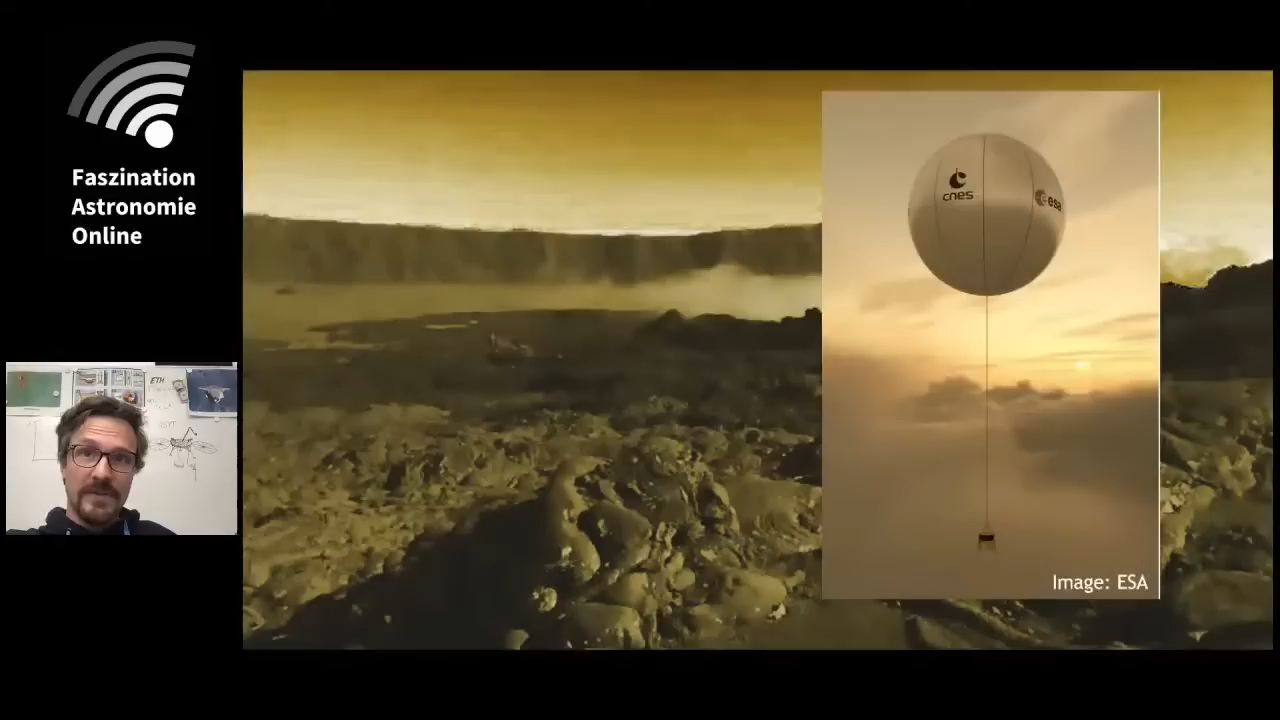 Faszination
Astronomie
Online
cnes
esa
ETH
Image: ESA